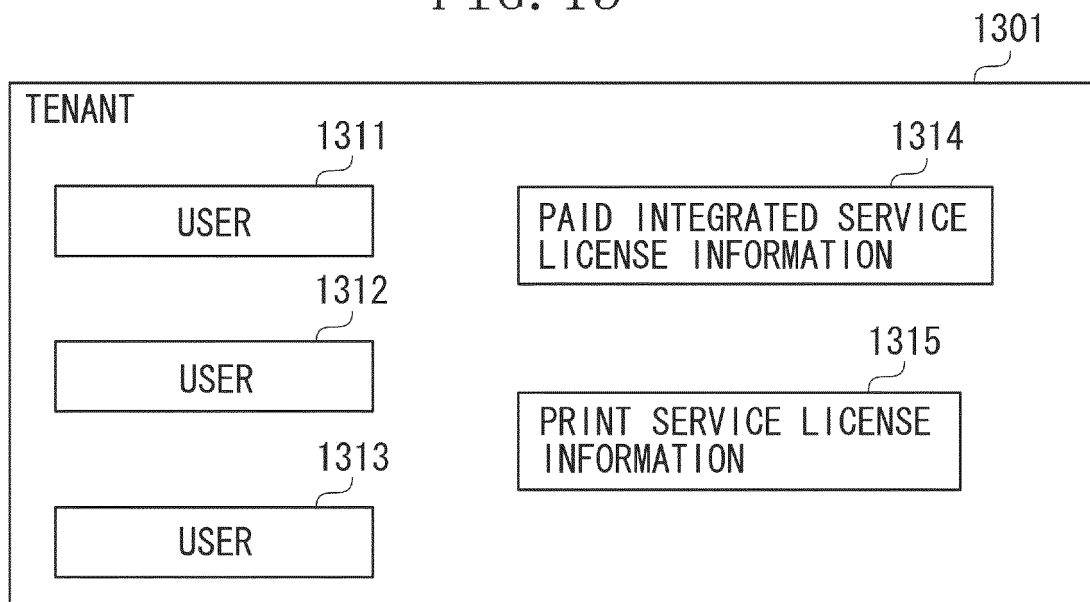 FIG.
1301
TENANT
1311
USER
1312
USER
1313
USER
1314
PAID INTEGRATED SERVICE
LICENSE INFORMATION
1315
PRINT SERVICE LICENSE
INFORMATION